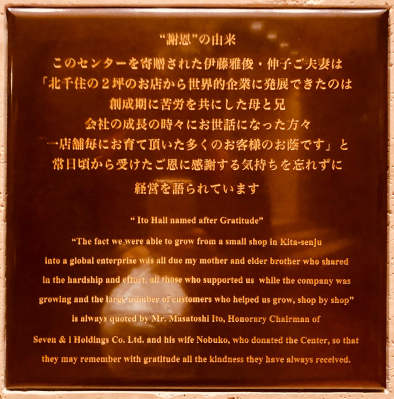 “謝恩”の由来
このセンターを寄贈された伊藤雅俊・伸子ご夫妻は
「北千住の2坪のお店から世界的企業に発展できたのは
創成期に苦労を共にした母と兄
会社の成長の時々にお世話になった方々
一店舗毎にお育て頂いた多くのお客様のお蔭です」と
常日頃から受けたご恩に感謝する気持ちを忘れずに
経営を語られています
“ Ito Hall named after Gratitude”
“The fact we were able to grow from a small shop in Kita-senju
into a global enterprise was all due my mother and elder brother who shared
in the hardship and effort, all those who supported us while the company was
growing and the large number of customers who helped us grow, shop by shop”
is always quoted by Mr. Masatoshi Ito, Honorary Chairman of
Seven & i Holdings Co. Ltd. and his wife Nobuko, who donated the Center, so that
they may remember with gratitude all the kindness they have always received.